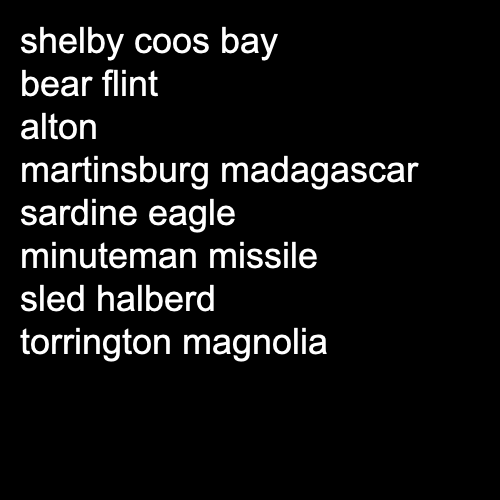 shelby coos bay
bear flint
alton
martinsburg madagascar
sardine eagle
minuteman missile
sled halberd
torrington magnolia